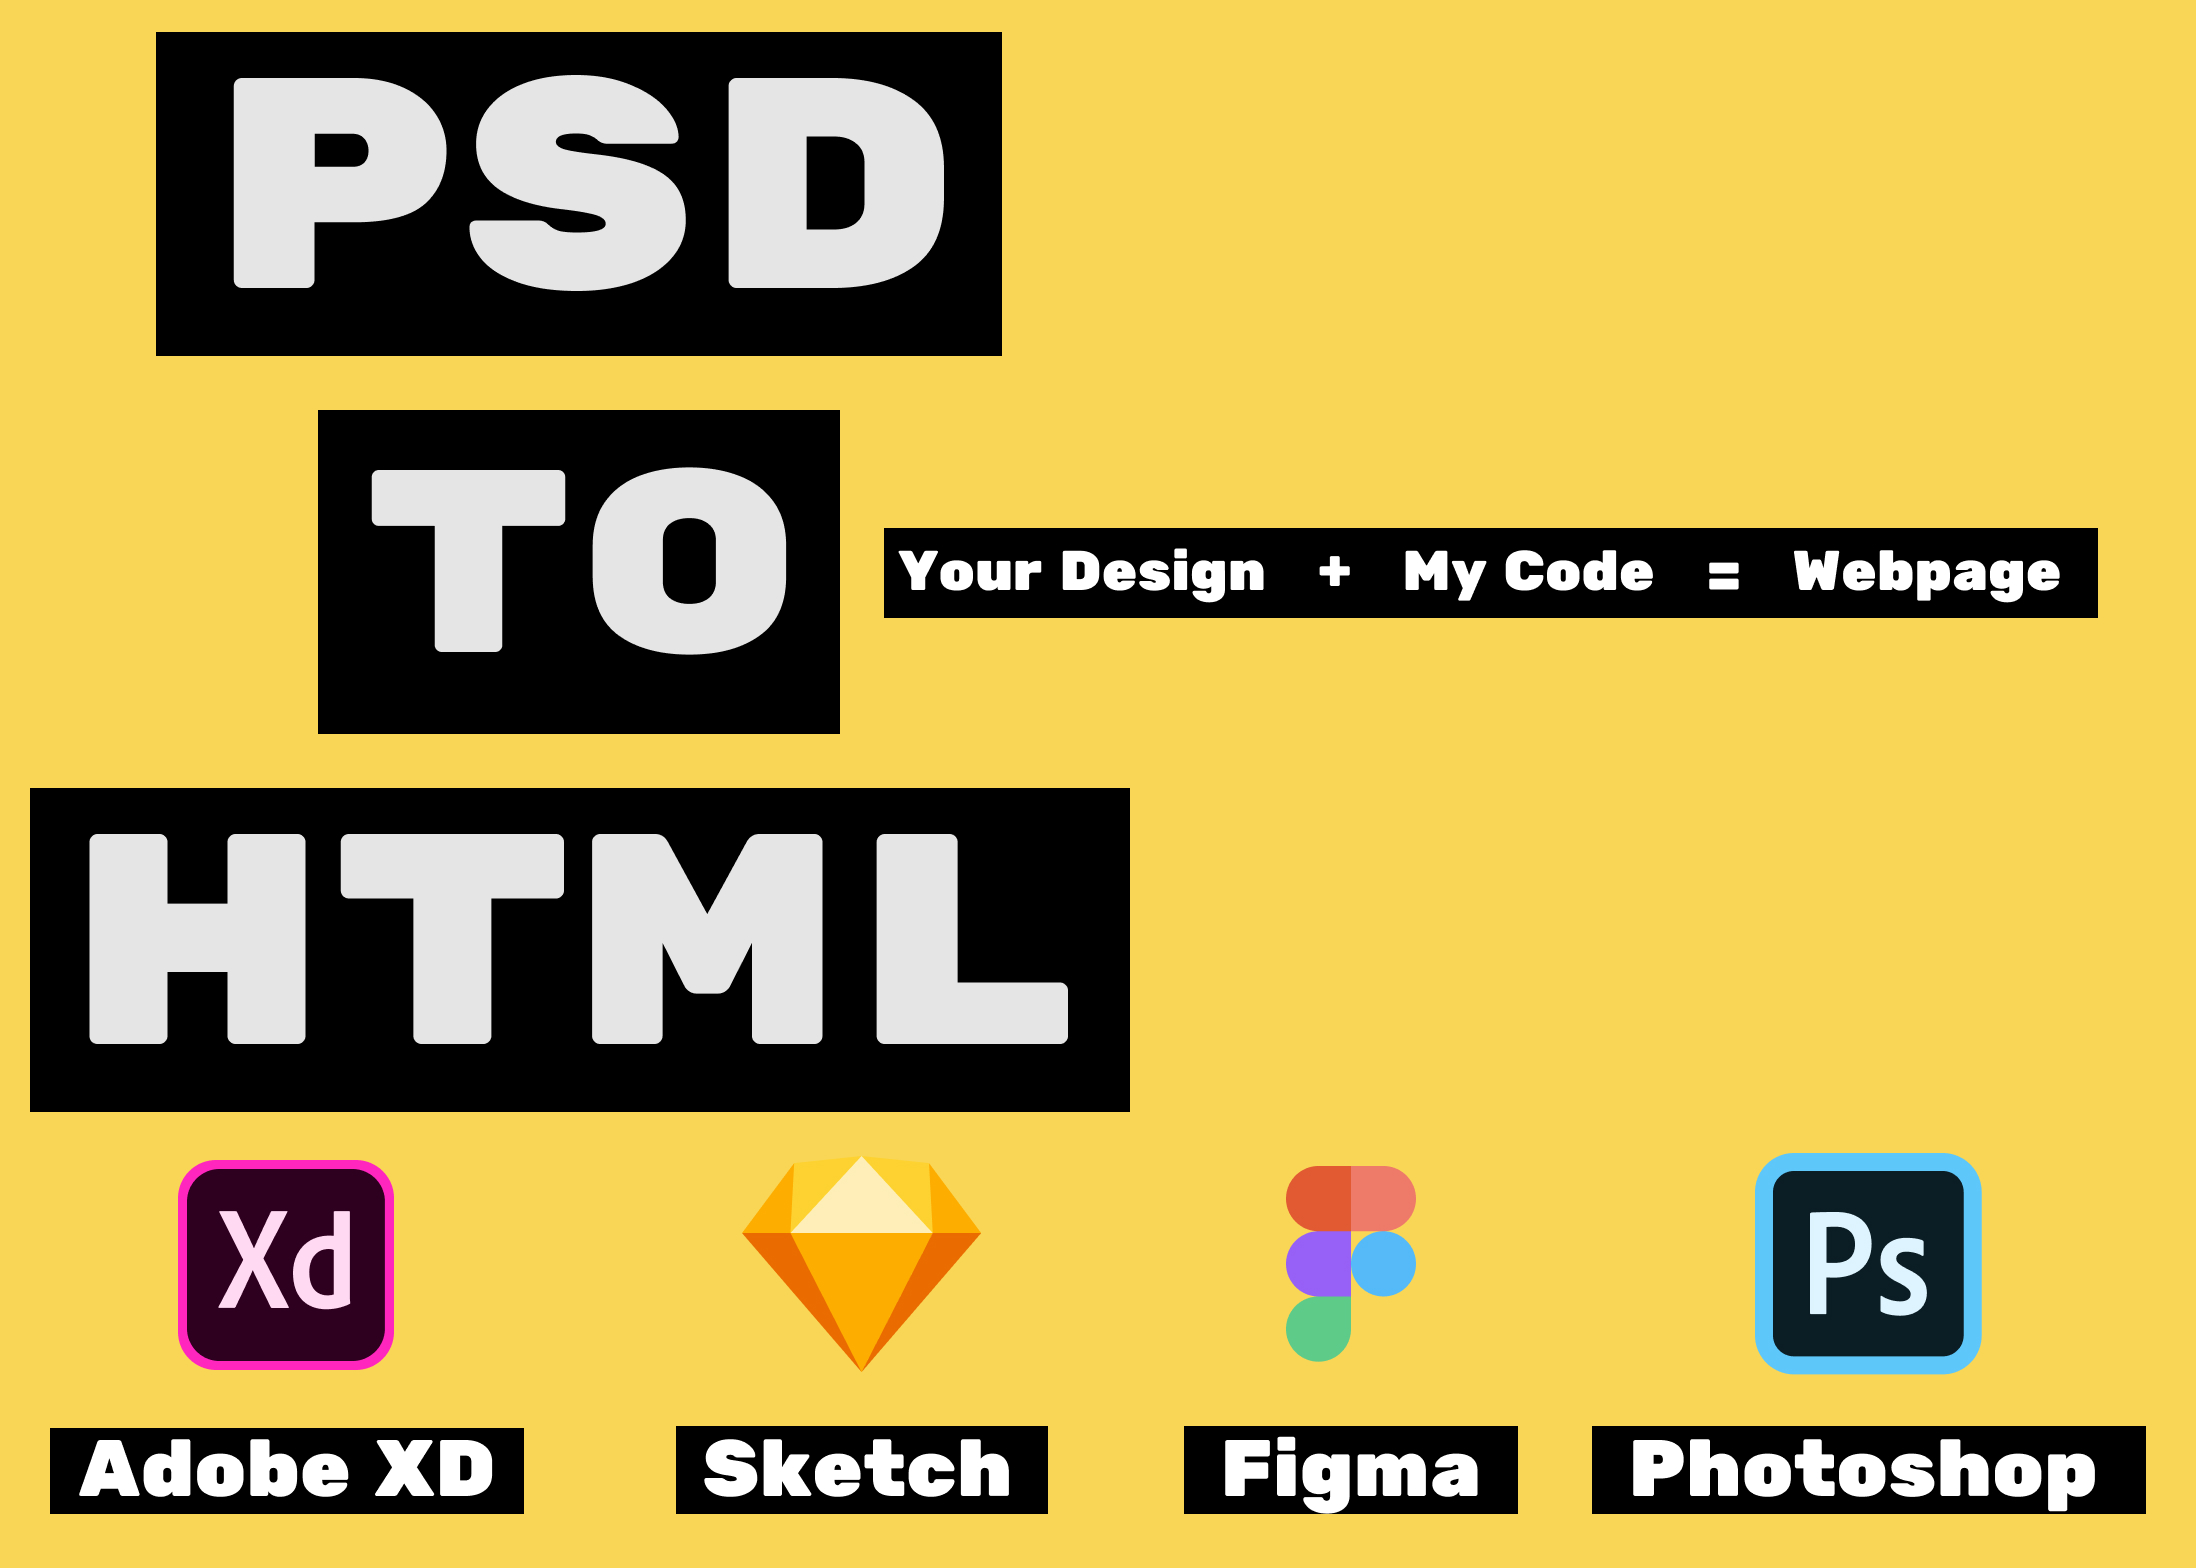 PSD
TO
Your Design + My Code = Webpage
HTML
Xd
Ps
Adobe XD
Sketch
Figma
Photoshop